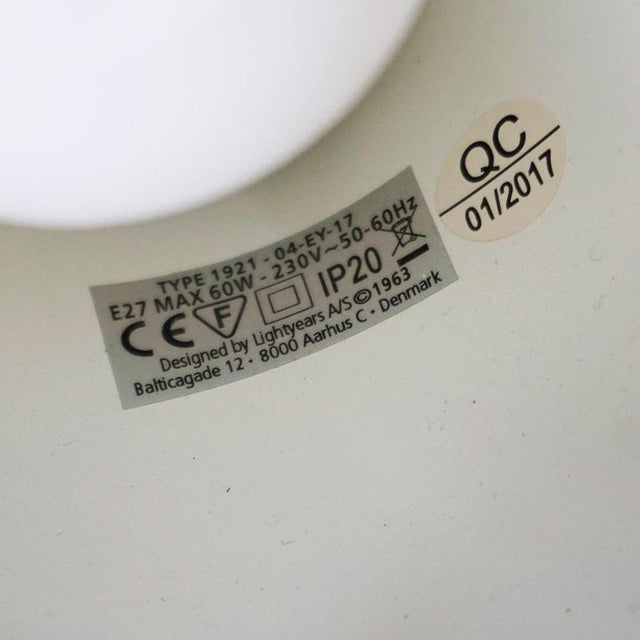 TYPE 1921 - 04-EY-17
E27 MAX 60W - 230V~50-60Hz
CE F IP20
Designed by Lightyears A/S © 1963
Balticagade 12 · 8000 Aarhus C · Denmark
QC
01/2017